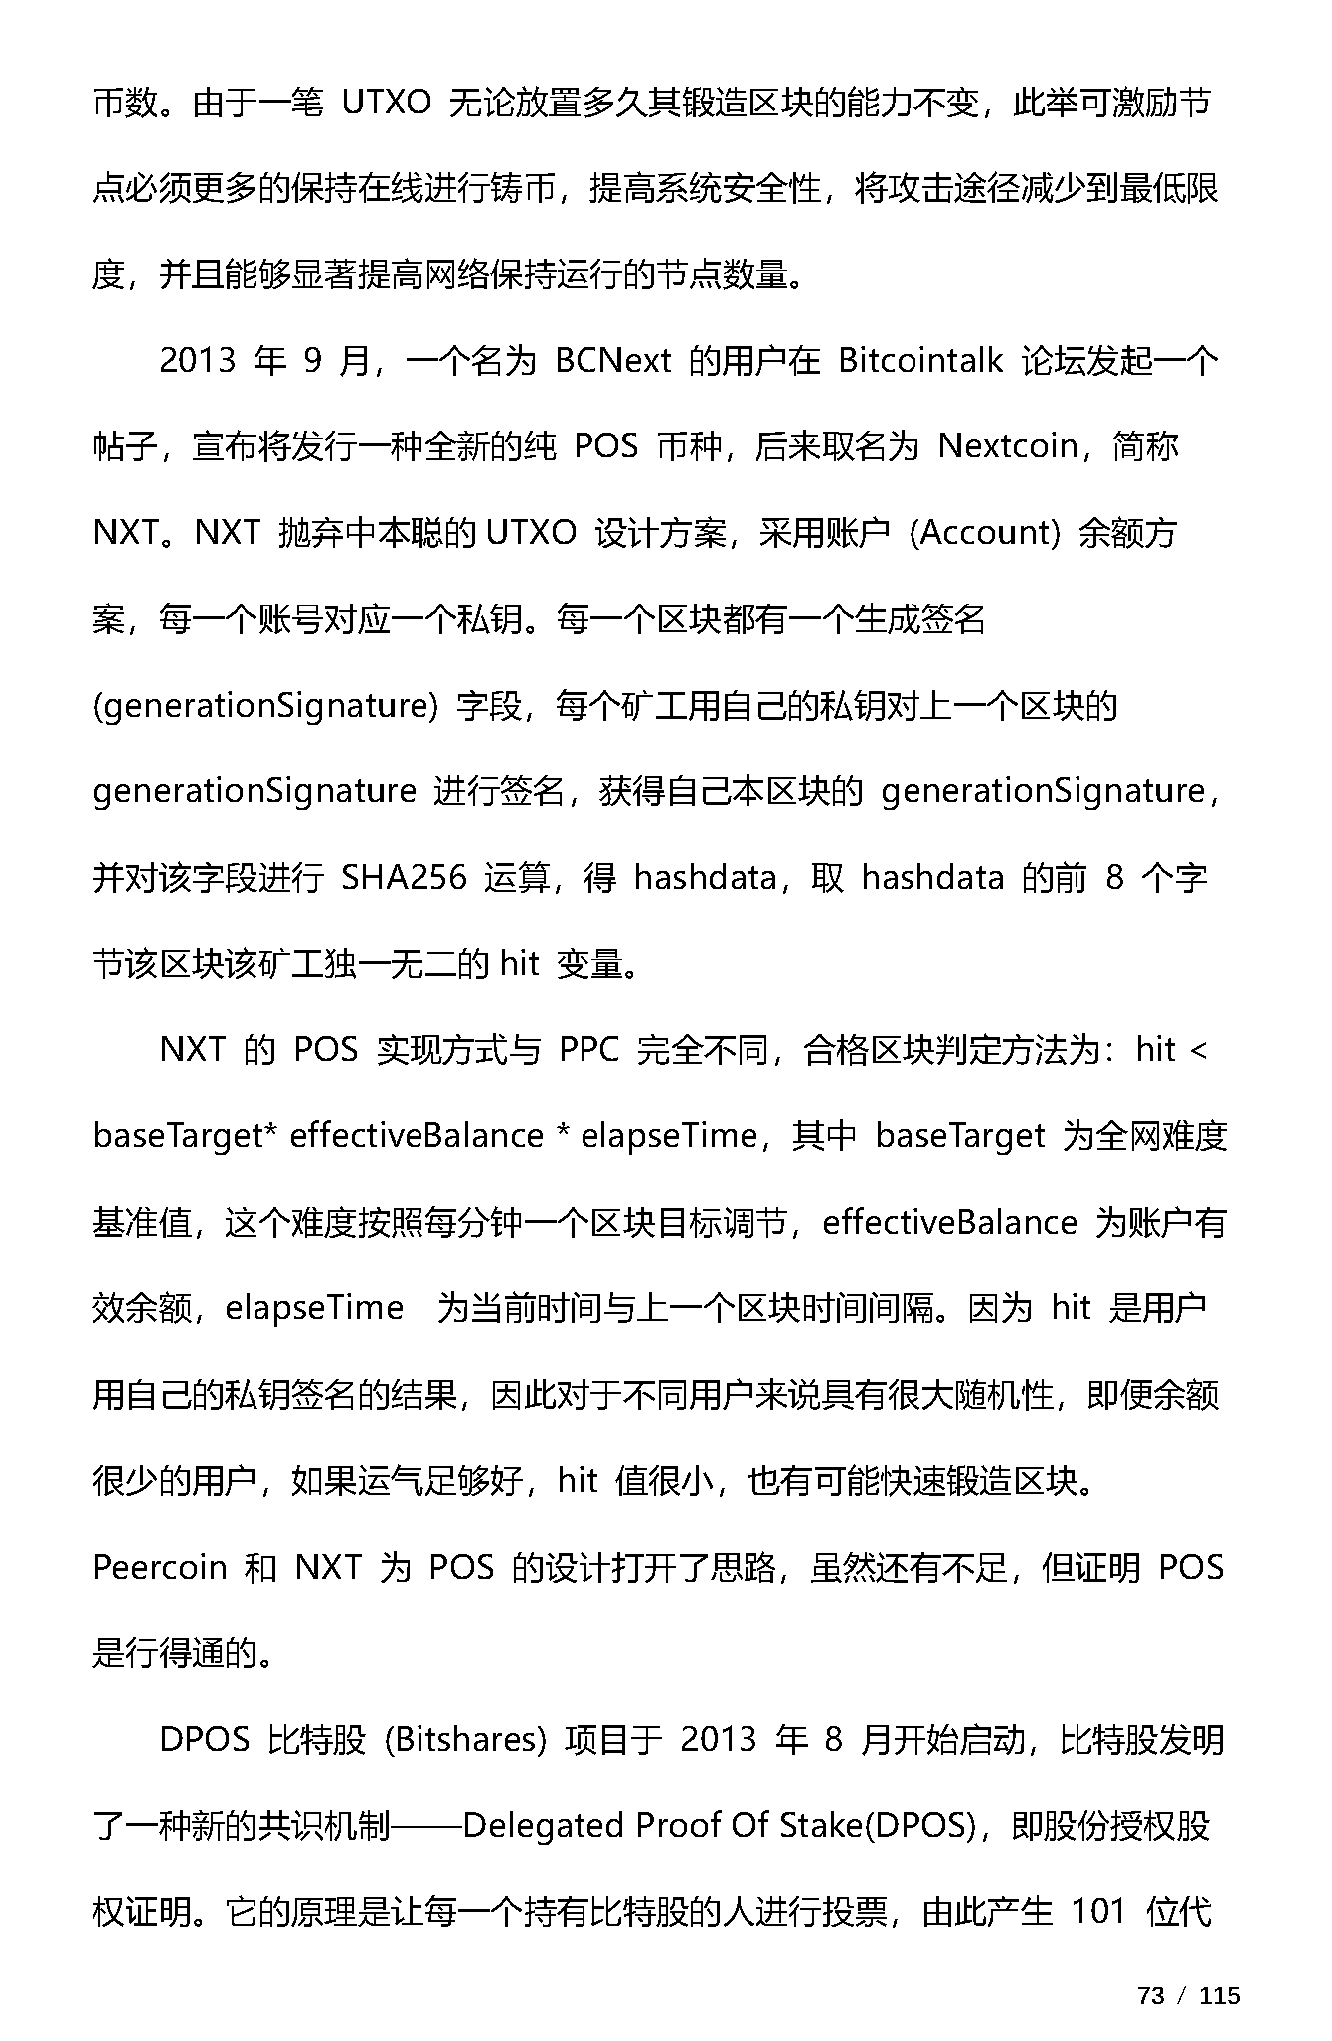 币数。由于一笔 UTXO 无论放置多久其锻造区块的能力不变，此举可激励节
点必须更多的保持在线进行铸币，提高系统安全性，将攻击途径减少到最低限
度，并且能够显著提高网络保持运行的节点数量。
2013 年 9 月，一个名为 BCNext 的用户在 Bitcointalk 论坛发起一个
帖子，宣布将发行一种全新的纯 POS 币种，后来取名为 Nextcoin，简称
NXT。NXT 抛弃中本聪的 UTXO 设计方案，采用账户 (Account) 余额方
案，每一个账号对应一个私钥。每一个区块都有一个生成签名
(generationSignature) 字段，每个矿工用自己的私钥对上一个区块的
generationSignature 进行签名，获得自己本区块的 generationSignature，
并对该字段进行 SHA256 运算，得 hashdata，取 hashdata 的前 8 个字
节该区块该矿工独一无二的 hit 变量。
NXT 的 POS 实现方式与 PPC 完全不同，合格区块判定方法为：hit <
baseTarget* effectiveBalance * elapseTime，其中 baseTarget 为全网难度
基准值，这个难度按照每分钟一个区块目标调节，effectiveBalance 为账户有
效余额，elapseTime 为当前时间与上一个区块时间间隔。因为 hit 是用户
用自己的私钥签名的结果，因此对于不同用户来说具有很大随机性，即便余额
很少的用户，如果运气足够好，hit 值很小，也有可能快速锻造区块。
Peercoin 和 NXT 为 POS 的设计打开了思路，虽然还有不足，但证明 POS
是行得通的。
DPOS 比特股 (Bitshares) 项目于 2013 年 8 月开始启动，比特股发明
了一种新的共识机制——Delegated Proof Of Stake(DPOS)，即股份授权股
权证明。它的原理是让每一个持有比特股的人进行投票，由此产生 101 位代
73 / 115